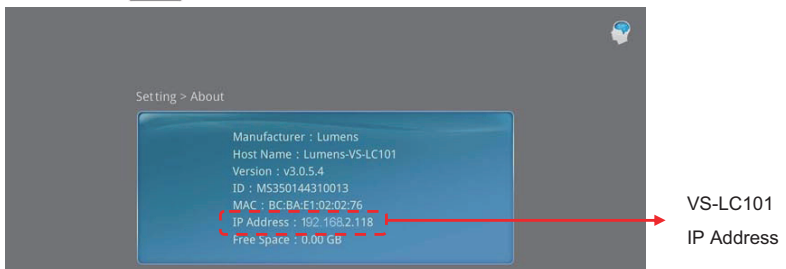 Setting > About
Manufacturer : Lumens
Host Name : Lumens-VS-LC101
Version : v3.0.5.4
ID : MS350144310013
MAC : BC:BA:E1:02:02:76
IP Address : 192.168.2.118
Free Space : 0.00 GB
VS-LC101
IP Address